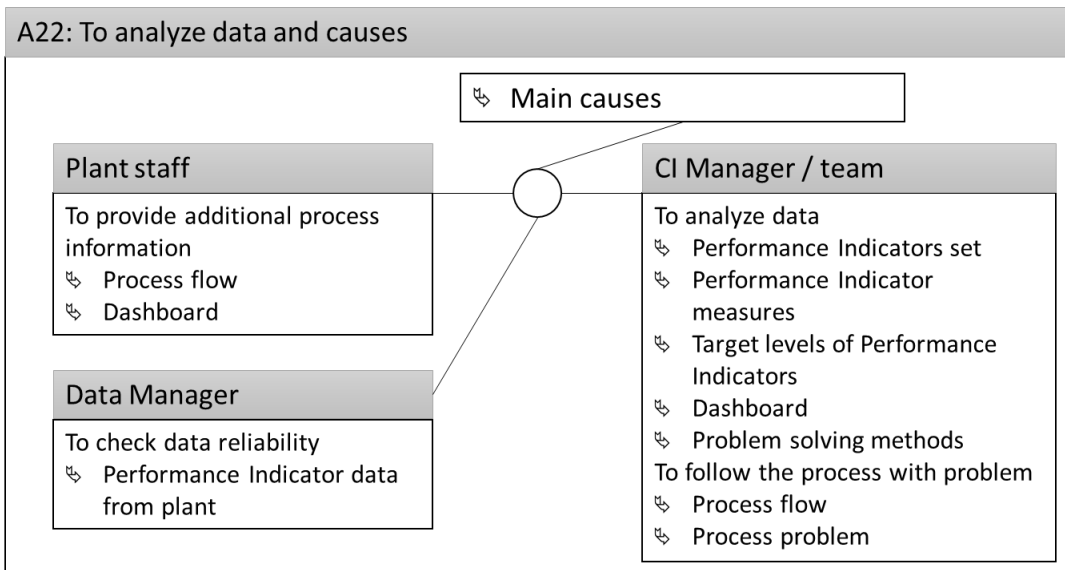 A22: To analyze data and causes
Main causes
Plant staff
To provide additional process
information
Process flow
Dashboard
Data Manager
To check data reliability
Performance Indicator data
from plant
CI Manager / team
To analyze data
Performance Indicators set
Performance Indicator
measures
Target levels of Performance
Indicators
Dashboard
Problem solving methods
To follow the process with problem
Process flow
Process problem